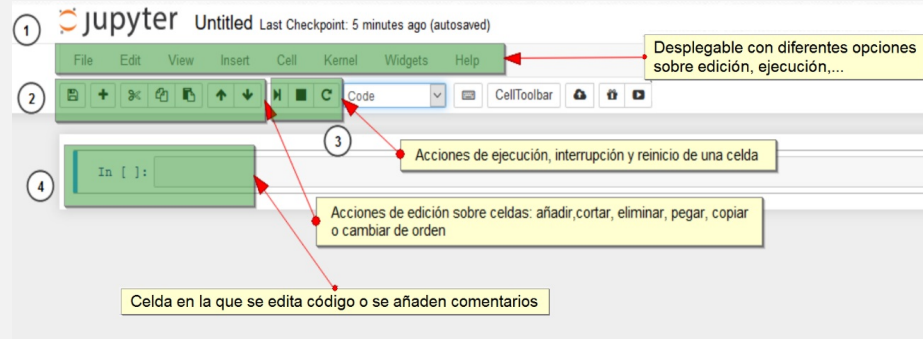 1
jupyter Untitled Last Checkpoint: 5 minutes ago (autosaved)
File Edit View Insert Cell Kernel Widgets Help
Desplegable con diferentes opciones
sobre edición, ejecución,...
2
Code CellToolbar
3
Acciones de ejecución, interrupción y reinicio de una celda
4
In [ ]:
Acciones de edición sobre celdas: añadir,cortar, eliminar, pegar, copiar
o cambiar de orden
Celda en la que se edita código o se añaden comentarios